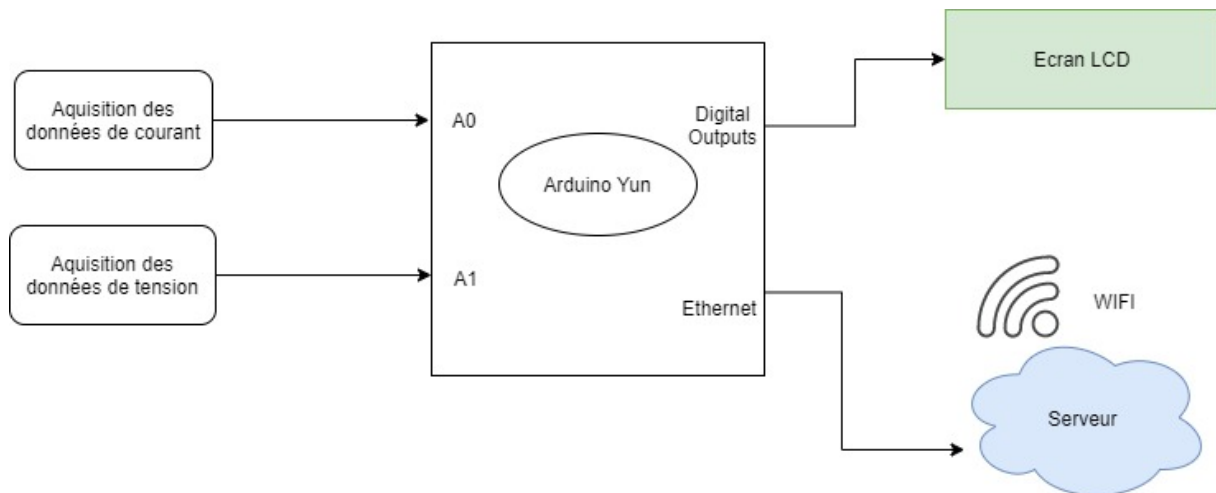 Aquisition des
données de courant
Aquisition des
données de tension
A0
A1
Arduino Yun
Digital
Outputs
Ethernet
Ecran LCD
WIFI
Serveur